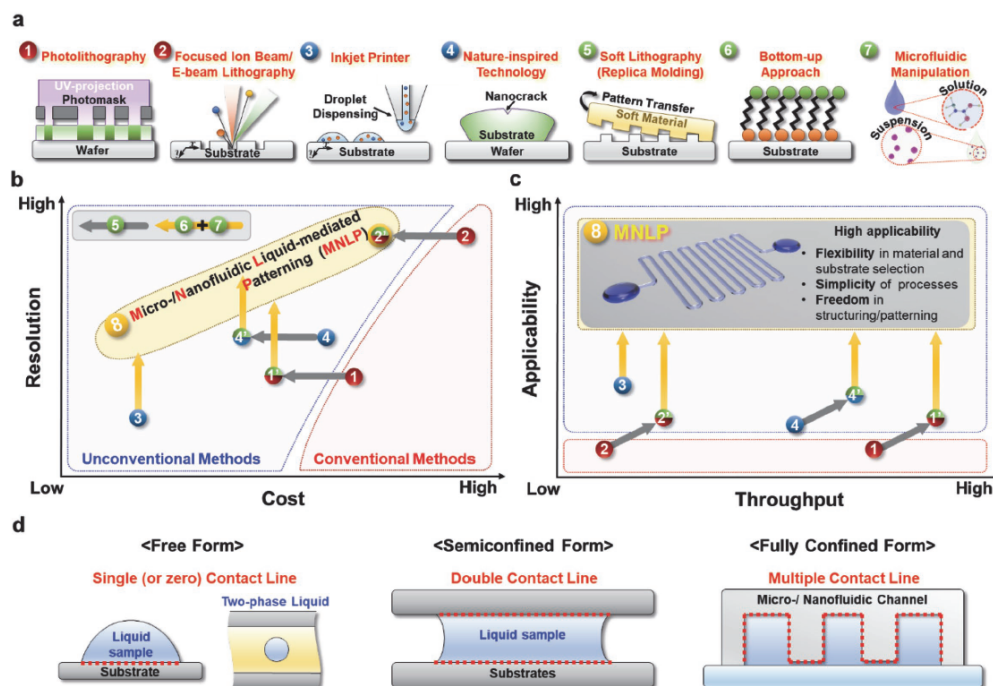 a
1 Photolithography
UV-projection
Photomask
Wafer
2 Focused Ion Beam/
E-beam Lithography
Substrate
3 Inkjet Printer
Droplet
Dispensing
Substrate
4 Nature-inspired
Technology
Nanocrack
Substrate
Wafer
5 Soft Lithography
(Replica Molding)
Pattern Transfer
Soft Material
Substrate
6 Bottom-up
Approach
Substrate
7 Microfluidic
Manipulation
Solution
Suspension
b
High
Resolution
Low
Cost
High
5
6 + 7
8 Micro-/Nanofluidic Liquid-mediated
Patterning (MNLP)
2'
2
4'
4
1'
1
3
Unconventional Methods
Conventional Methods
c
High
Applicability
Low
Throughput
High
8 MNLP
High applicability
• Flexibility in material and
substrate selection
• Simplicity of processes
• Freedom in
structuring/patterning
3
2'
2
4'
4
1'
1
d
<Free Form>
Single (or zero) Contact Line
Two-phase Liquid
Liquid
sample
Substrate
<Semiconfined Form>
Double Contact Line
Liquid sample
Substrates
<Fully Confined Form>
Multiple Contact Line
Micro-/ Nanofluidic Channel